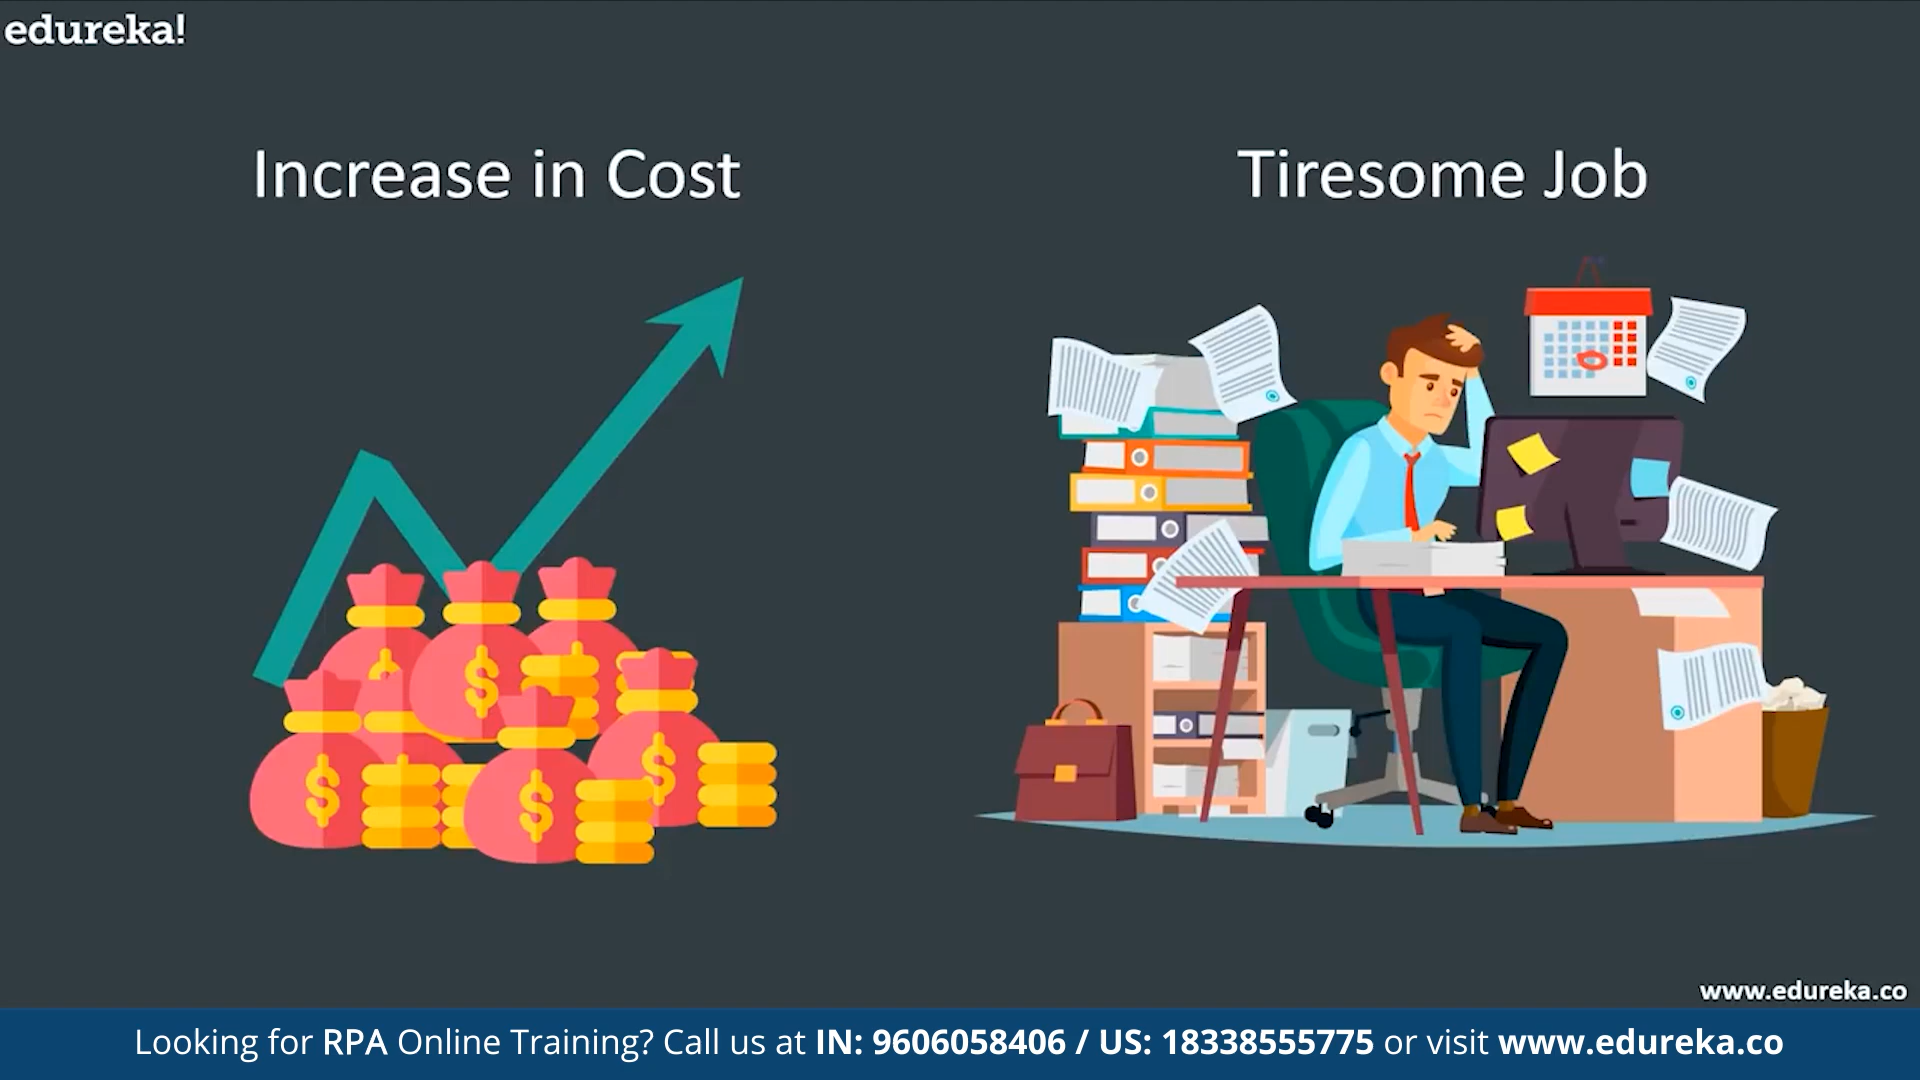 edureka!
Increase in Cost
Tiresome Job
$
$
$
$
$
$
www.edureka.co
Looking for RPA Online Training? Call us at IN: 9606058406 / US: 18338555775 or visit www.edureka.co